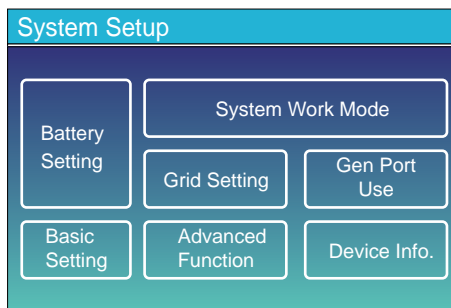 System Setup
System Work Mode
Battery
Setting
Grid Setting
Gen Port
Use
Basic
Setting
Advanced
Function
Device Info.